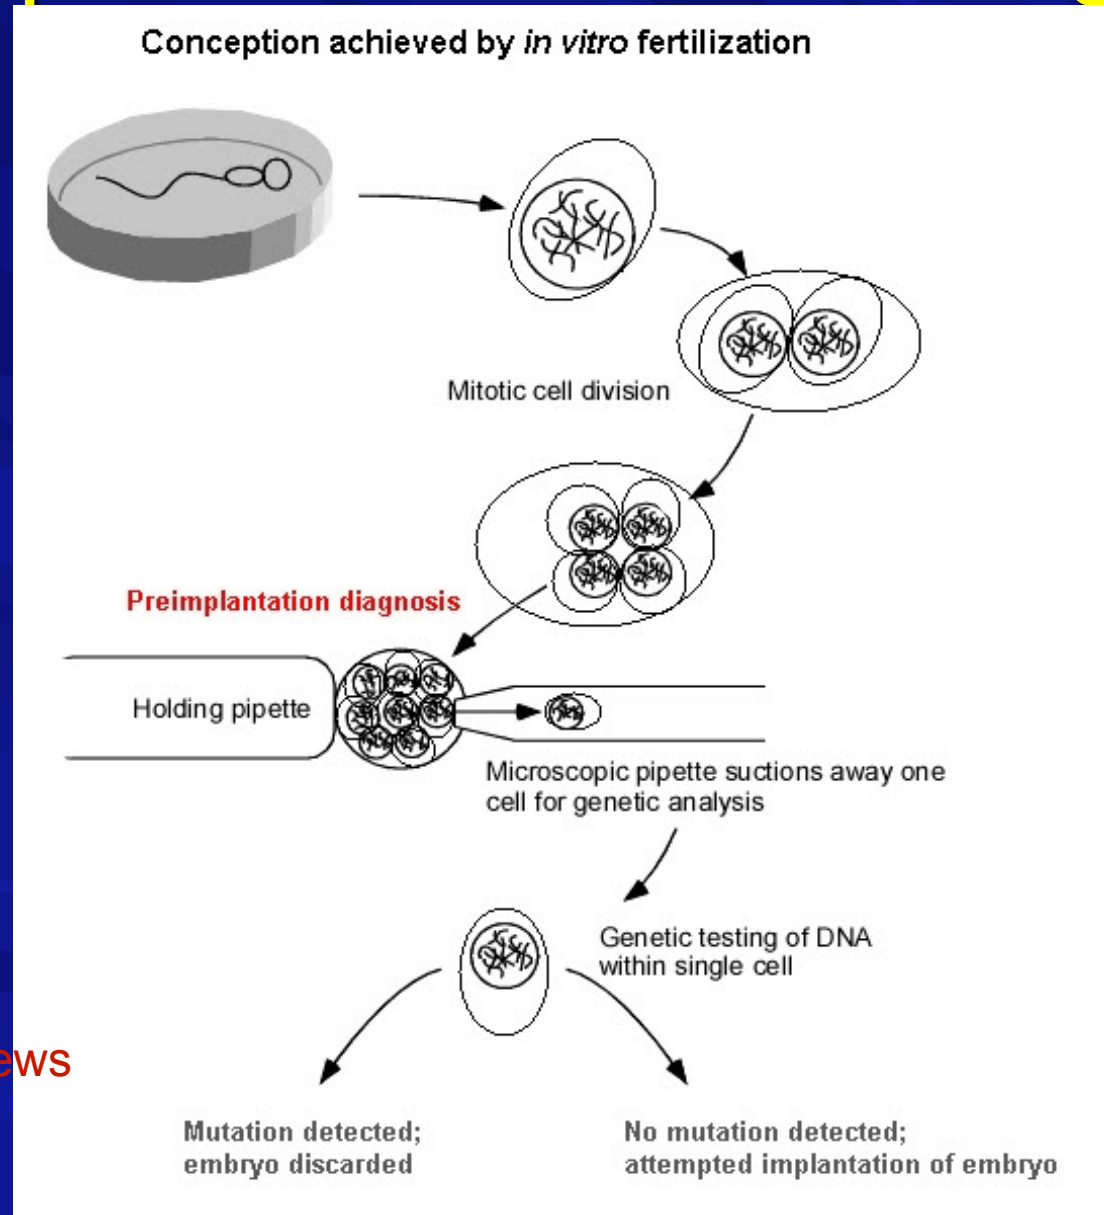 Conception achieved by in vitro fertilization
Mitotic cell division
Preimplantation diagnosis
Holding pipette
Microscopic pipette suctions away one
cell for genetic analysis
Genetic testing of DNA
within single cell
ews
Mutation detected;
embryo discarded
No mutation detected;
attempted implantation of embryo